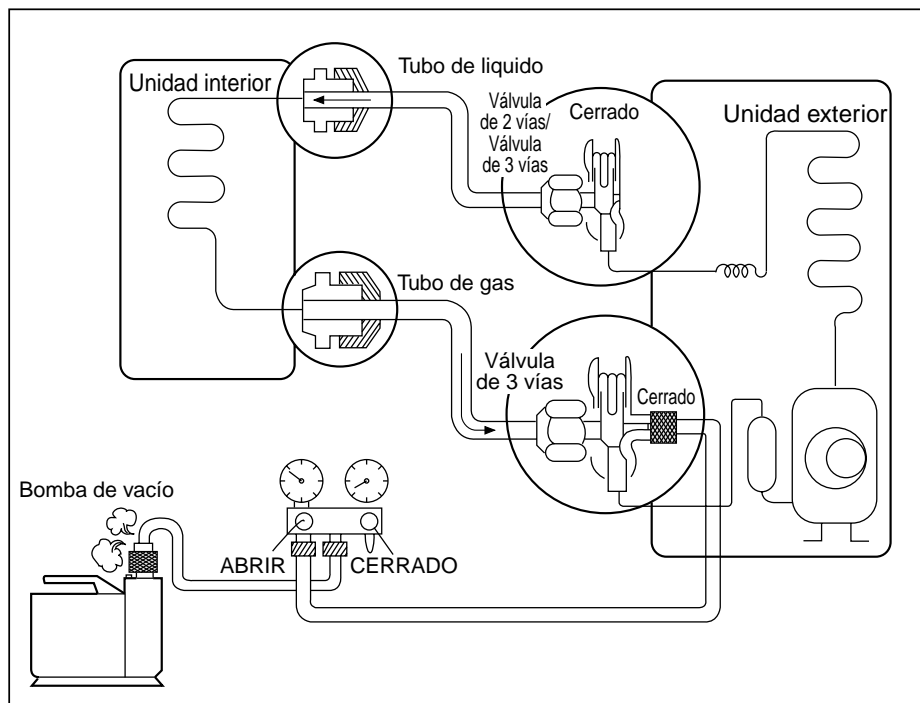 Unidad interior
Tubo de liquido
Válvula
de 2 vías/
Válvula
de 3 vías
Cerrado
Unidad exterior
Tubo de gas
Válvula
de 3 vías
Cerrado
Bomba de vacío
ABRIR
CERRADO